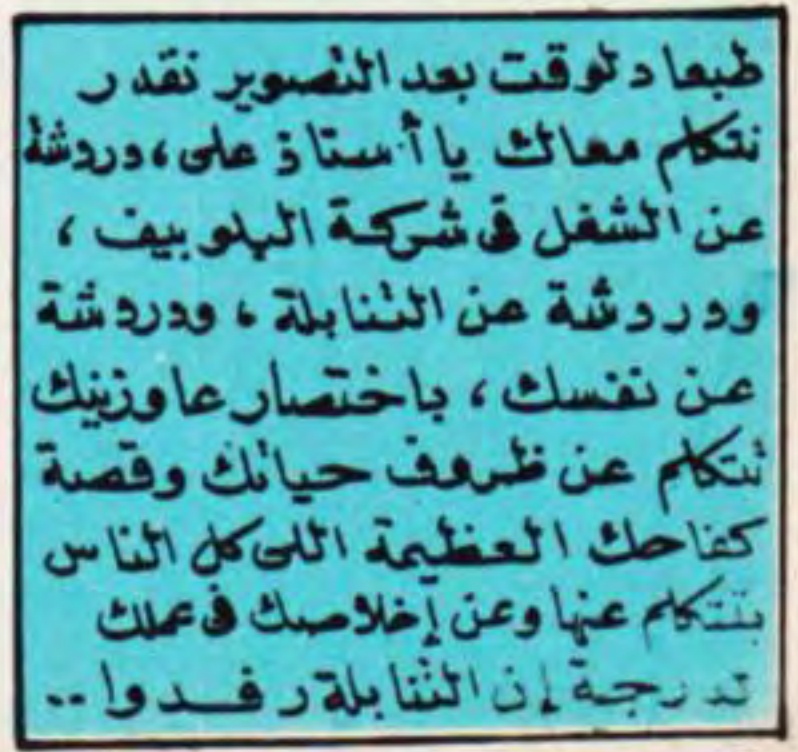 طبعا دلوقت بعد التصوير نقدر
نتكلم معاك يا أستاذ على، دردشة
عن الشغل فى شركة البلوبيف،
ودردشة عن التنابلة، ودردشة
عن نفسك، باختصار عاوزينك
تتكلم عن ظروف حياتك وقصة
كفاحك العظيمة اللى كل الناس
بتتكلم عنها وعن إخلاصك فى عملك
لدرجة إن التنابلة رفدوا..